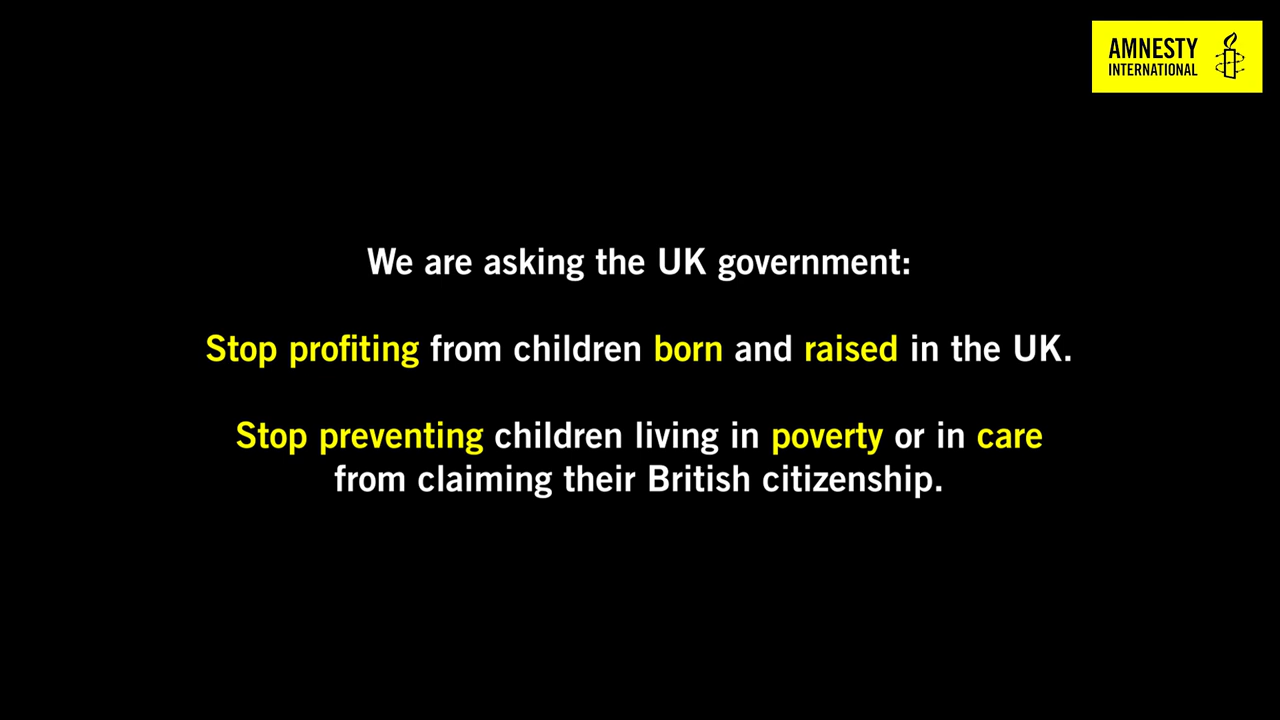 AMNESTY
INTERNATIONAL
We are asking the UK government:
Stop profiting from children born and raised in the UK.
Stop preventing children living in poverty or in care
from claiming their British citizenship.